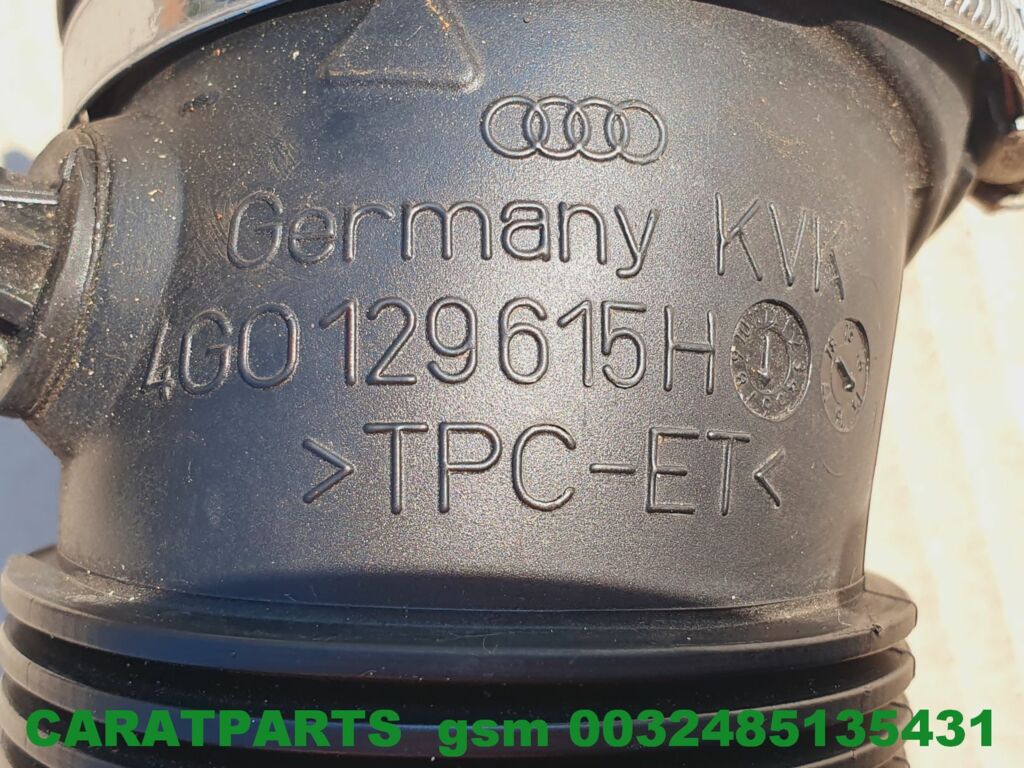 Germany KVK
4G0 129 615 H
>TPC-ET<
CARATPARTS gsm 0032485135431